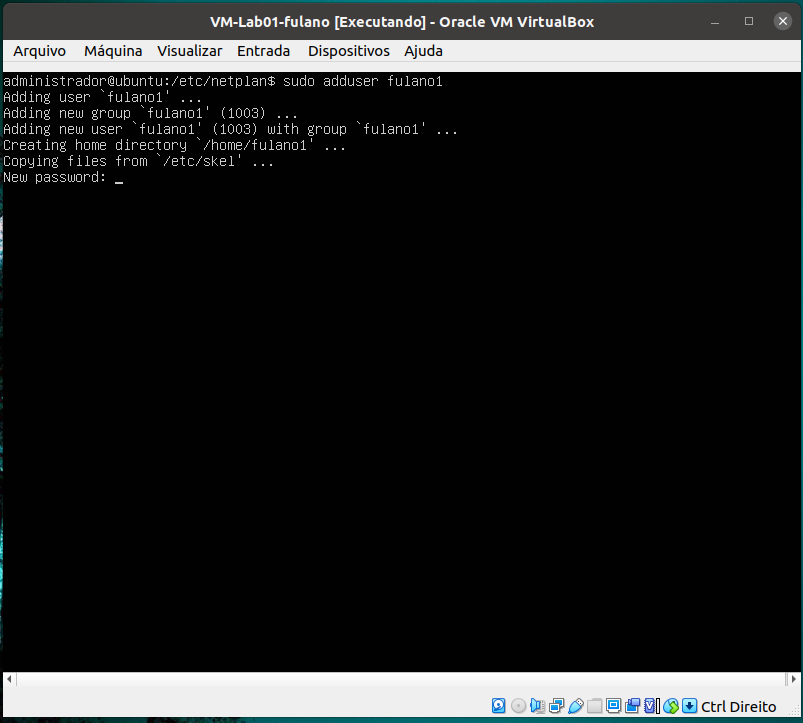 VM-Lab01-fulano [Executando] - Oracle VM VirtualBox
Arquivo Máquina Visualizar Entrada Dispositivos Ajuda
administrador@ubuntu:/etc/netplan$ sudo adduser fulano1
Adding user `fulano1' ...
Adding new group `fulano1' (1003) ...
Adding new user `fulano1' (1003) with group `fulano1' ...
Creating home directory `/home/fulano1' ...
Copying files from `/etc/skel' ...
New password: _
Ctrl Direito